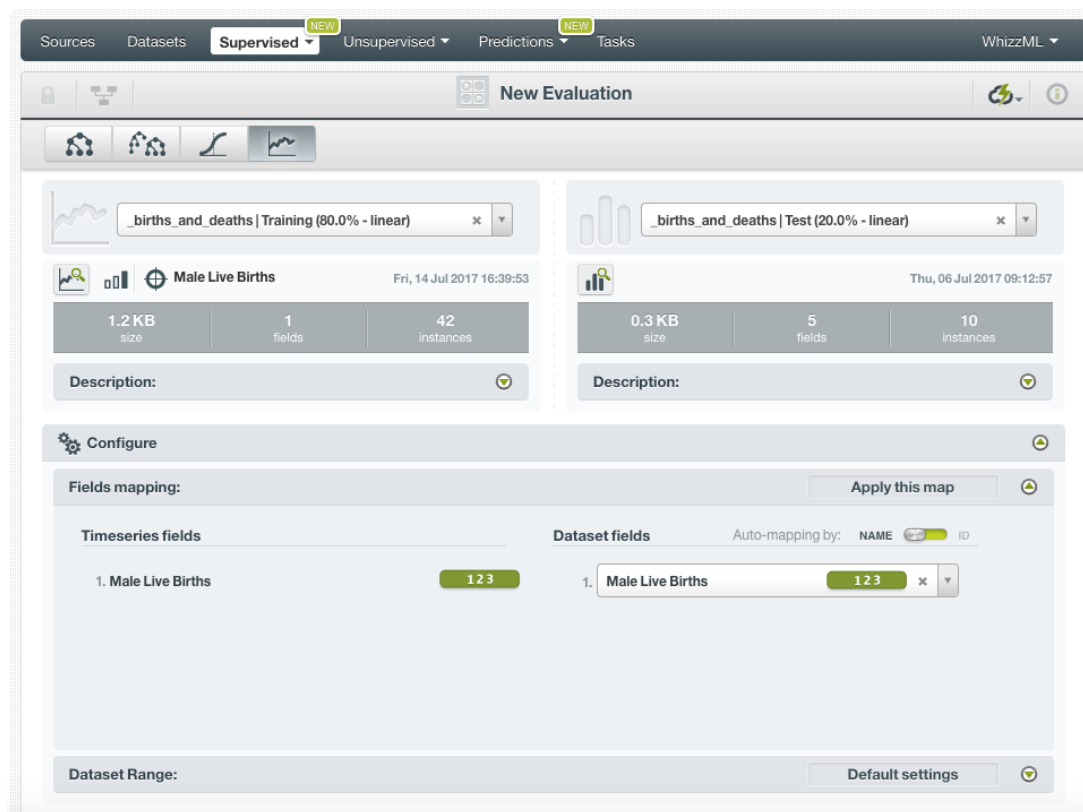 NEW NEW
Sources Datasets Supervised Unsupervised Predictions Tasks WhizzML
New Evaluation
_births_and_deaths | Training (80.0% - linear)
_births_and_deaths | Test (20.0% - linear)
Male Live Births Fri, 14 Jul 2017 16:39:53
Thu, 06 Jul 2017 09:12:57
1.2 KB 1 42
size fields instances
0.3 KB 5 10
size fields instances
Description:
Description:
Configure
Fields mapping: Apply this map
Timeseries fields
Dataset fields Auto-mapping by: NAME ID
1. Male Live Births 123
1. Male Live Births 123
Dataset Range: Default settings